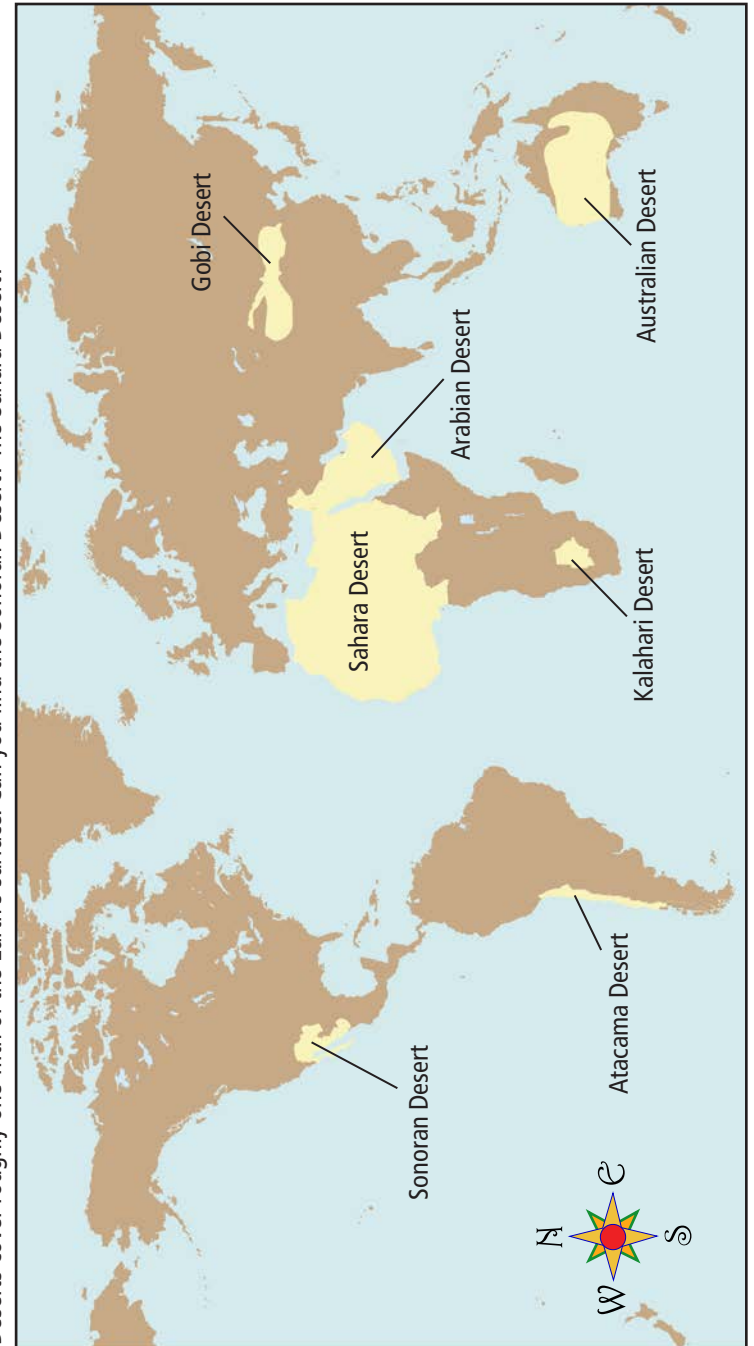 Deserts cover roughly one fifth of the Earth's surface. Can you find the Sonoran Desert? The Sahara Desert?
Gobi Desert
Sonoran Desert
Sahara Desert
Arabian Desert
Atacama Desert
Kalahari Desert
Australian Desert
N
W
E
S